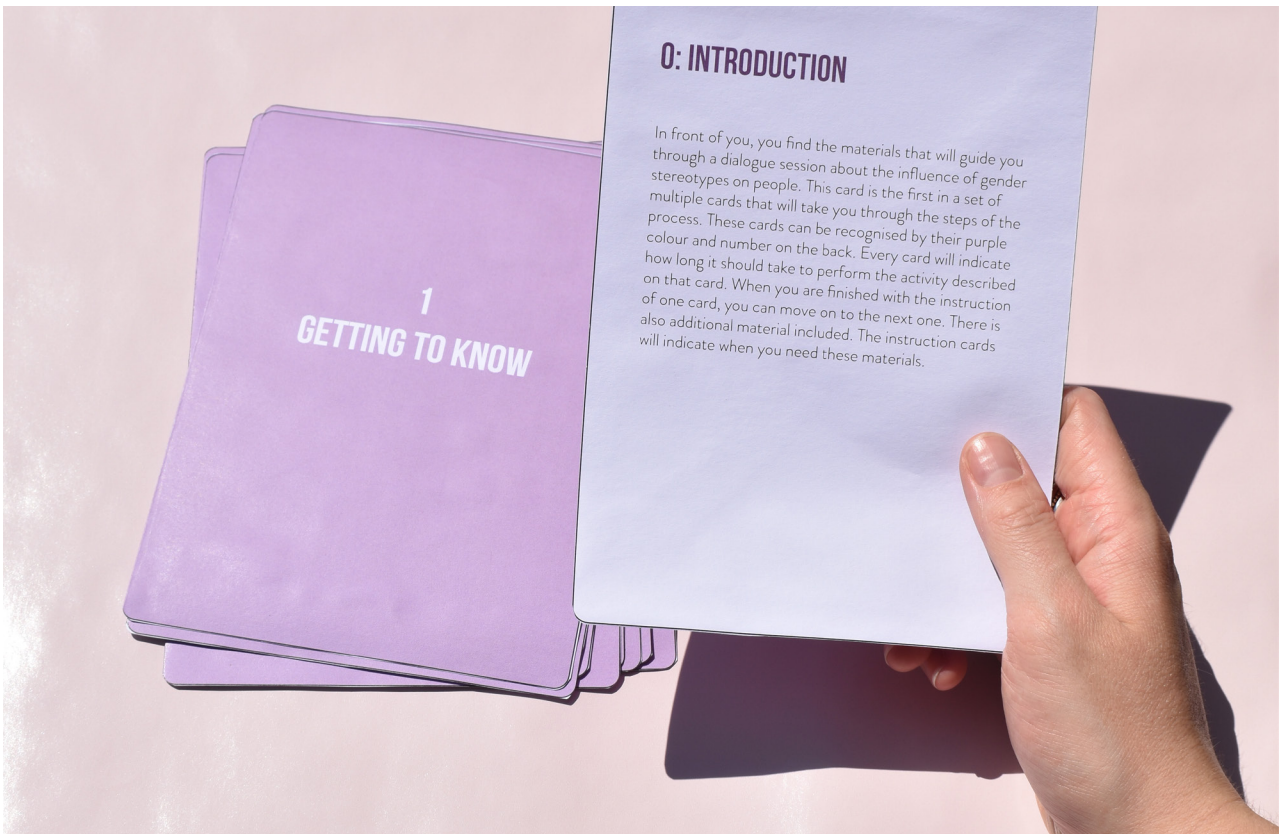 1
GETTING TO KNOW
0: INTRODUCTION
In front of you, you find the materials that will guide you
through a dialogue session about the influence of gender
stereotypes on people. This card is the first in a set of
multiple cards that will take you through the steps of the
process. These cards can be recognised by their purple
colour and number on the back. Every card will indicate
how long it should take to perform the activity described
on that card. When you are finished with the instruction
of one card, you can move on to the next one. There is
also additional material included. The instruction cards
will indicate when you need these materials.